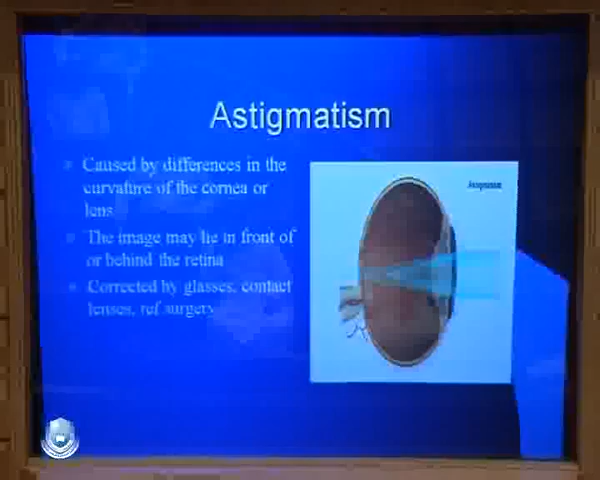 Astigmatism
Caused by differences in the
curvature of the cornea or
lens
The image may lie in front of
or behind the retina
Corrected by glasses, contact
lenses, ref surgery